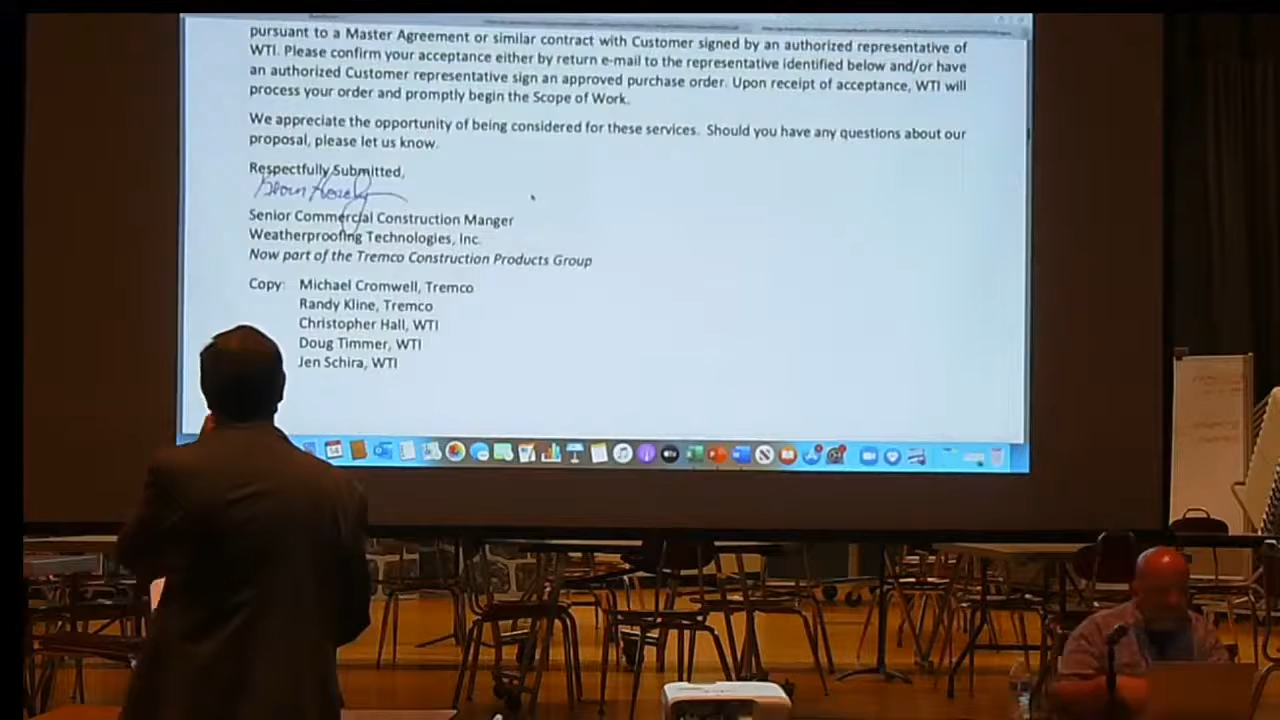 pursuant to a Master Agreement or similar contract with Customer signed by an authorized representative of
WTI. Please confirm your acceptance either by return e-mail to the representative identified below and/or have
an authorized Customer representative sign an approved purchase order. Upon receipt of acceptance, WTI will
process your order and promptly begin the Scope of Work.
We appreciate the opportunity of being considered for these services. Should you have any questions about our
proposal, please let us know.
Respectfully Submitted,
Senior Commercial Construction Manger
Weatherproofing Technologies, Inc.
Now part of the Tremco Construction Products Group
Copy: Michael Cromwell, Tremco
Randy Kline, Tremco
Christopher Hall, WTI
Doug Timmer, WTI
Jen Schira, WTI